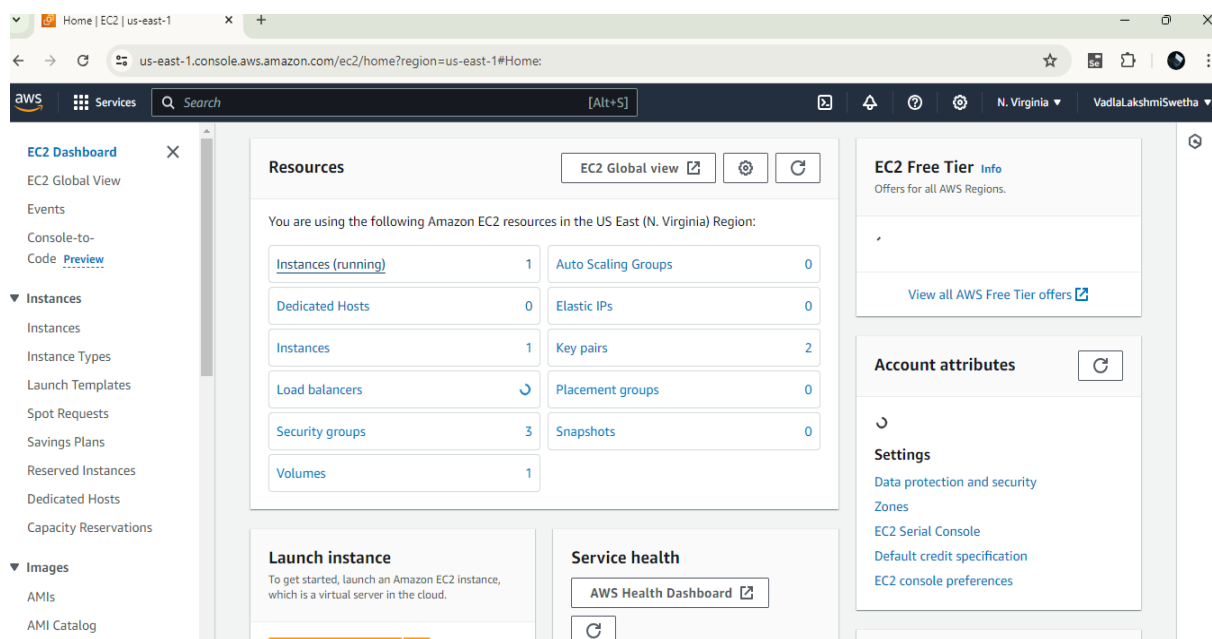 Home | EC2 | us-east-1
us-east-1.console.aws.amazon.com/ec2/home?region=us-east-1#Home:
aws
Services
Search
[Alt+S]
N. Virginia
VadlaLakshmiSwetha
EC2 Dashboard
EC2 Global View
Events
Console-to-
Code Preview
Instances
Instances
Instance Types
Launch Templates
Spot Requests
Savings Plans
Reserved Instances
Dedicated Hosts
Capacity Reservations
Images
AMIs
AMI Catalog
Resources
EC2 Global view
You are using the following Amazon EC2 resources in the US East (N. Virginia) Region:
Instances (running) 1
Auto Scaling Groups 0
Dedicated Hosts 0
Elastic IPs 0
Instances 1
Key pairs 2
Load balancers
Placement groups 0
Security groups 3
Snapshots 0
Volumes 1
Launch instance
To get started, launch an Amazon EC2 instance,
which is a virtual server in the cloud.
Service health
AWS Health Dashboard
EC2 Free Tier Info
Offers for all AWS Regions.
View all AWS Free Tier offers
Account attributes
Settings
Data protection and security
Zones
EC2 Serial Console
Default credit specification
EC2 console preferences